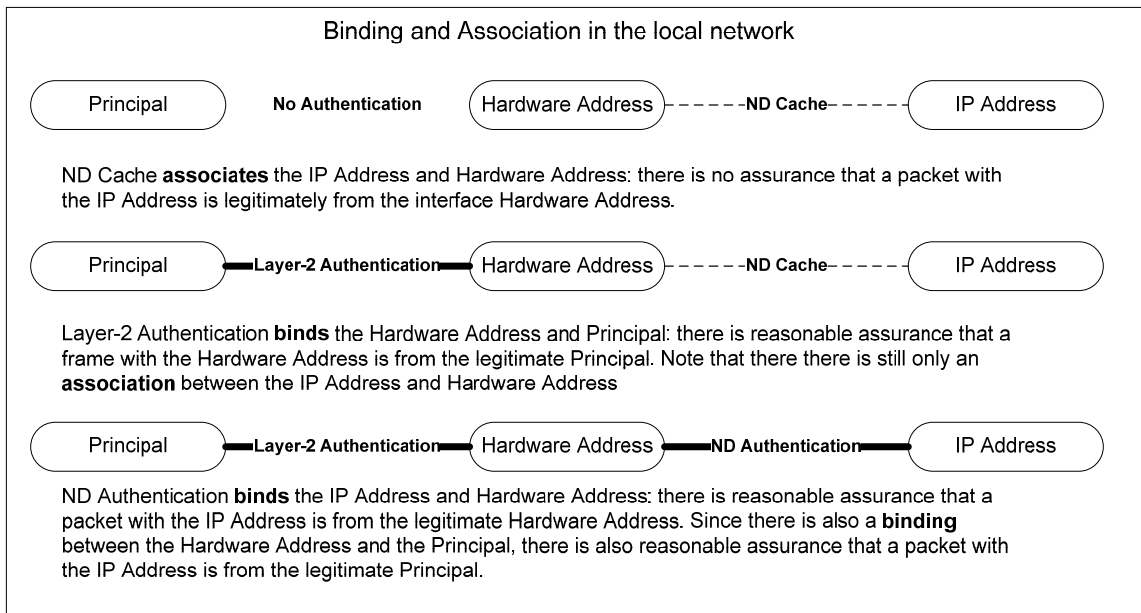 Binding and Association in the local network
Principal No Authentication Hardware Address ND Cache IP Address
ND Cache associates the IP Address and Hardware Address: there is no assurance that a packet with
the IP Address is legitimately from the interface Hardware Address.
Principal Layer-2 Authentication Hardware Address ND Cache IP Address
Layer-2 Authentication binds the Hardware Address and Principal: there is reasonable assurance that a
frame with the Hardware Address is from the legitimate Principal. Note that there there is still only an
association between the IP Address and Hardware Address
Principal Layer-2 Authentication Hardware Address ND Authentication IP Address
ND Authentication binds the IP Address and Hardware Address: there is reasonable assurance that a
packet with the IP Address is from the legitimate Hardware Address. Since there is also a binding
between the Hardware Address and the Principal, there is also reasonable assurance that a packet with
the IP Address is from the legitimate Principal.